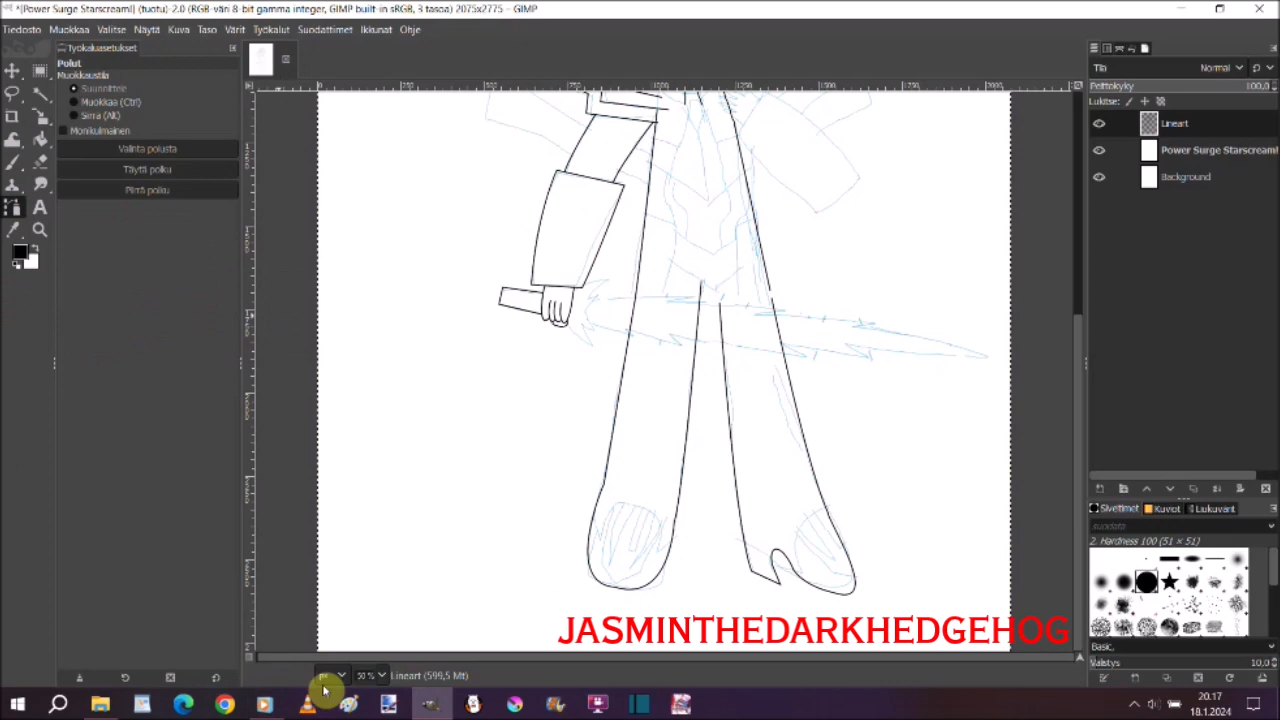 *[Power Surge Starscream!] (tuotu)-2.0 (RGB-väri 8-bit gamma integer, GIMP built-in sRGB, 3 tasoa) 2075x2775 – GIMP
Tiedosto Muokkaa Valitse Näytä Kuva Taso Värit Työkalut Suodattimet Ikkunat Ohje
Työkaluasetukset
Polut
Muokkaustila
Suunnittele
Muokkaa (Ctrl)
Siirrä (Alt)
Monikulmainen
Valinta polusta
Täytä polku
Piirrä polku
Tila Normal
Peittokyky 100,0
Lukitse:
Lineart
Power Surge Starscream!
Background
Siveltimet Kuviot Liukuvärit
suodata
2. Hardness 100 (51 × 51)
Basic,
Välistys 10,0
JASMINTHEDARKHEDGEHOG
px 50 % Lineart (599,5 Mt)
20.17
18.1.2024